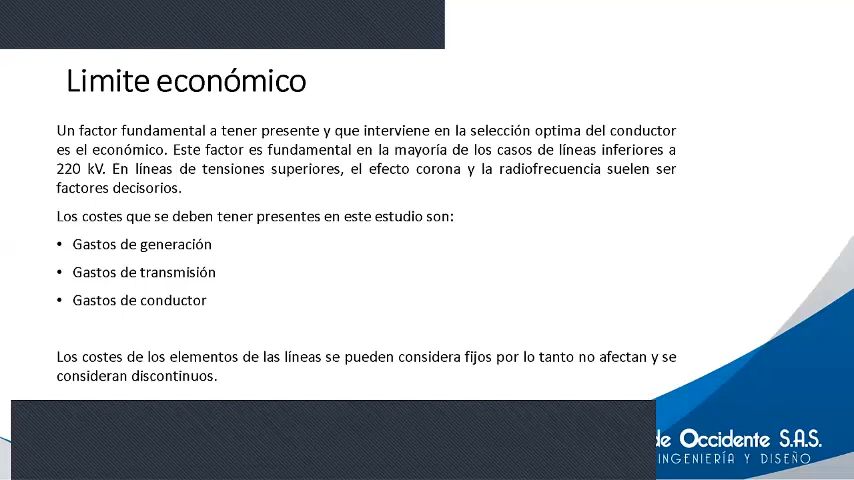 Limite económico
Un factor fundamental a tener presente y que interviene en la selección optima del conductor
es el económico. Este factor es fundamental en la mayoría de los casos de líneas inferiores a
220 kV. En líneas de tensiones superiores, el efecto corona y la radiofrecuencia suelen ser
factores decisorios.
Los costes que se deben tener presentes en este estudio son:
• Gastos de generación
• Gastos de transmisión
• Gastos de conductor
Los costes de los elementos de las líneas se pueden considera fijos por lo tanto no afectan y se
consideran discontinuos.
de Occidente S.A.S.
INGENIERÍA Y DISEÑO